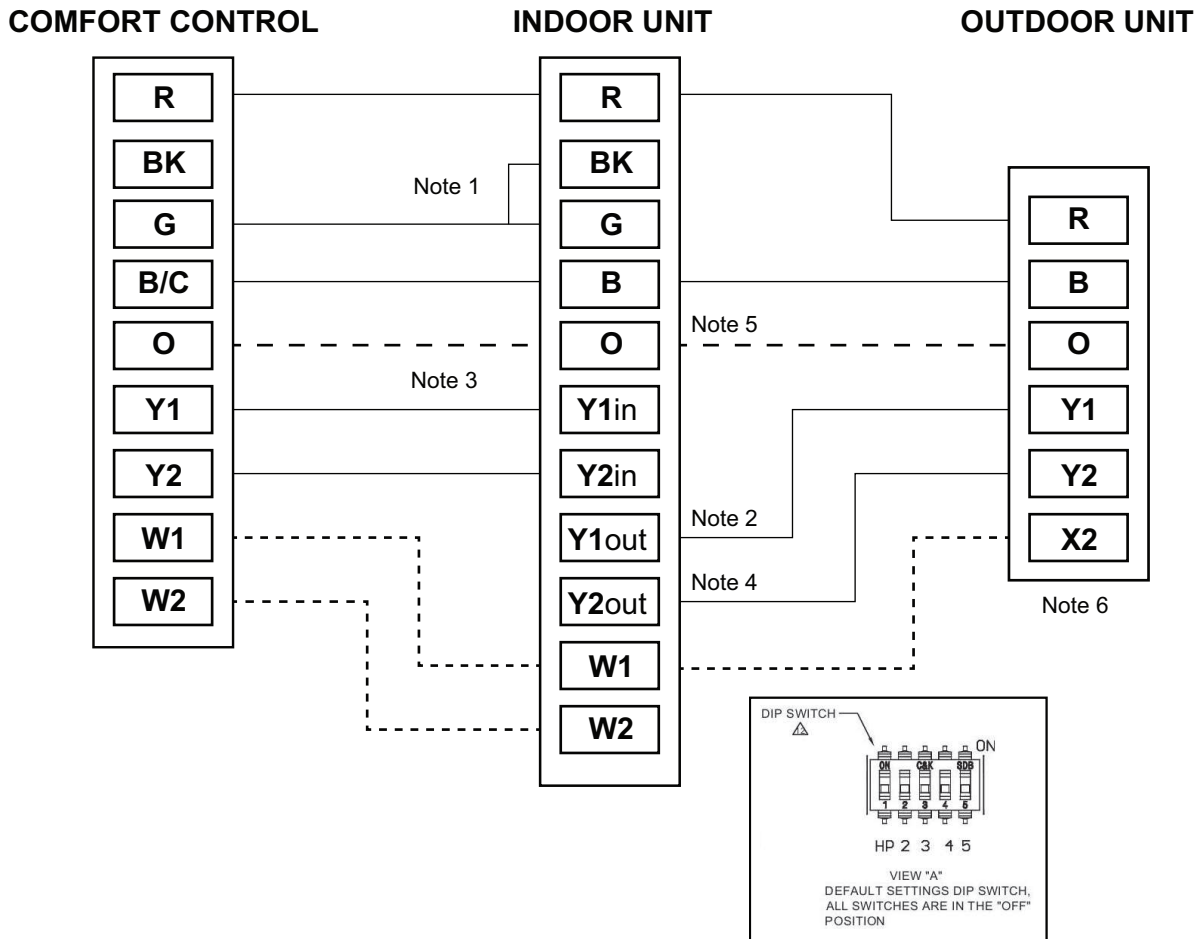 COMFORT CONTROL
INDOOR UNIT
OUTDOOR UNIT
R
BK
G
B/C
O
Y1
Y2
W1
W2
Note 1
Note 3
R
BK
G
B
O
Y1in
Y2in
Y1out
Y2out
W1
W2
Note 5
Note 2
Note 4
R
B
O
Y1
Y2
X2
Note 6
DIP SWITCH
ON
ON C&K SDB
1 2 3 4 5
HP 2 3 4 5
VIEW "A"
DEFAULT SETTINGS DIP SWITCH,
ALL SWITCHES ARE IN THE "OFF"
POSITION